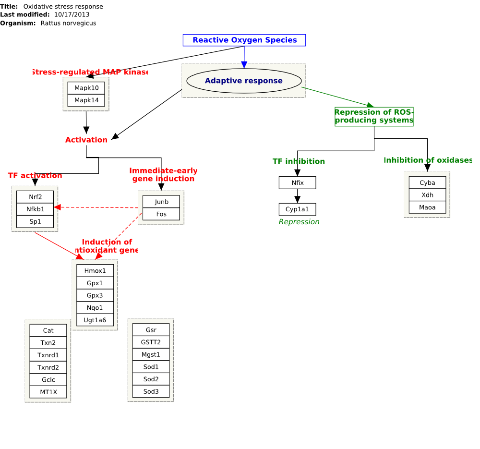 Title: Oxidative stress response
Last modified: 10/17/2013
Organism: Rattus norvegicus
Reactive Oxygen Species
Stress-regulated MAP kinase
Mapk10
Mapk14
Adaptive response
Repression of ROS-
producing systems
Activation
TF activation
Immediate-early
gene induction
TF inhibition
Inhibition of oxidases
Nrf2
Nfkb1
Sp1
Junb
Fos
Nfix
Cyp1a1
Repression
Cyba
Xdh
Maoa
Induction of
ntioxidant gene
Hmox1
Gpx1
Gpx3
Nqo1
Ugt1a6
Cat
Txn2
Txnrd1
Txnrd2
Gclc
MT1X
Gsr
GSTT2
Mgst1
Sod1
Sod2
Sod3